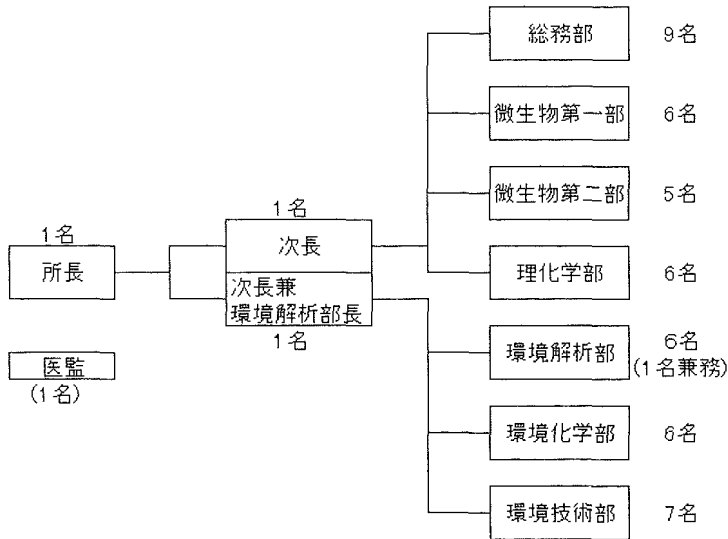 総務部 9名
微生物第一部 6名
微生物第二部 5名
1名
1名
次長
所長
理化学部 6名
次長兼
環境解析部長
1名
医監
(1名)
環境解析部 6名
(1名兼務)
環境化学部 6名
環境技術部 7名